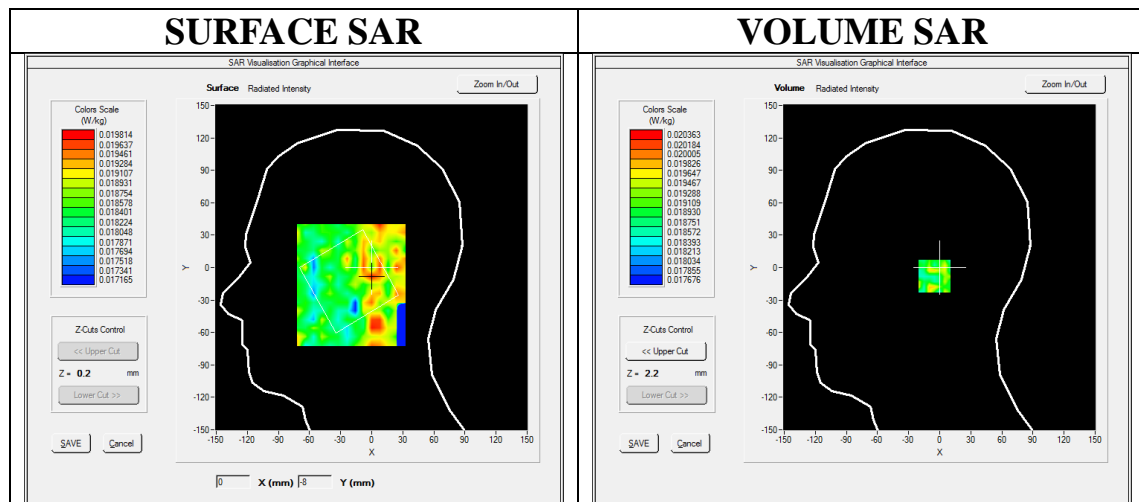 SURFACE SAR
VOLUME SAR
SAR Visualisation Graphical Interface
Surface Radiated Intensity
Zoom In/Out
Colors Scale
(W/kg)
0.019814
0.019637
0.019461
0.019284
0.019107
0.018931
0.018754
0.018578
0.018401
0.018224
0.018048
0.017871
0.017694
0.017518
0.017341
0.017165
150
120
90
60
30
0
-30
-60
-90
-120
-150
Y
-150 -120 -90 -60 -30 0 30 60 90 120 150
X
Z-Cuts Control
<< Upper Cut
Z = 0.2 mm
Lower Cut >>
SAVE Cancel
0 X (mm) -8 Y (mm)
SAR Visualisation Graphical Interface
Volume Radiated Intensity
Zoom In/Out
Colors Scale
(W/kg)
0.020363
0.020184
0.020005
0.019826
0.019647
0.019467
0.019288
0.019109
0.018930
0.018751
0.018572
0.018393
0.018213
0.018034
0.017855
0.017676
150
120
90
60
30
0
-30
-60
-90
-120
-150
Y
-150 -120 -90 -60 -30 0 30 60 90 120 150
X
Z-Cuts Control
<< Upper Cut
Z = 2.2 mm
Lower Cut >>
SAVE Cancel